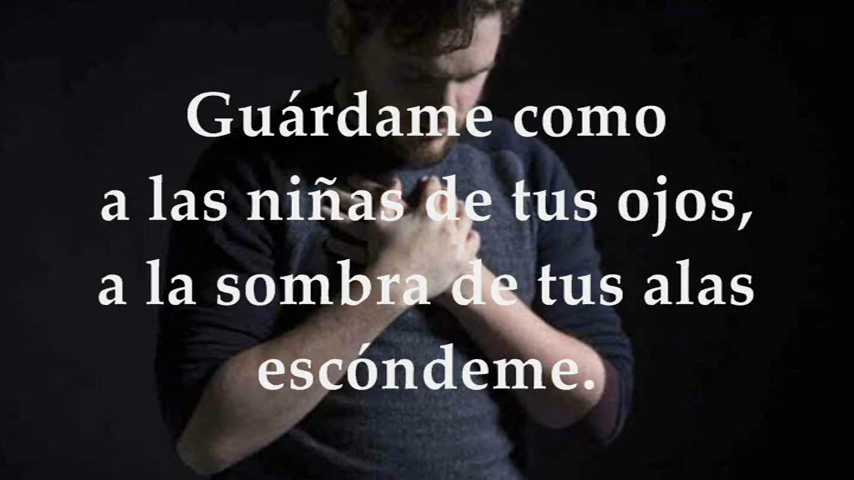 Guárdame como
a las niñas de tus ojos,
a la sombra de tus alas
escóndeme.